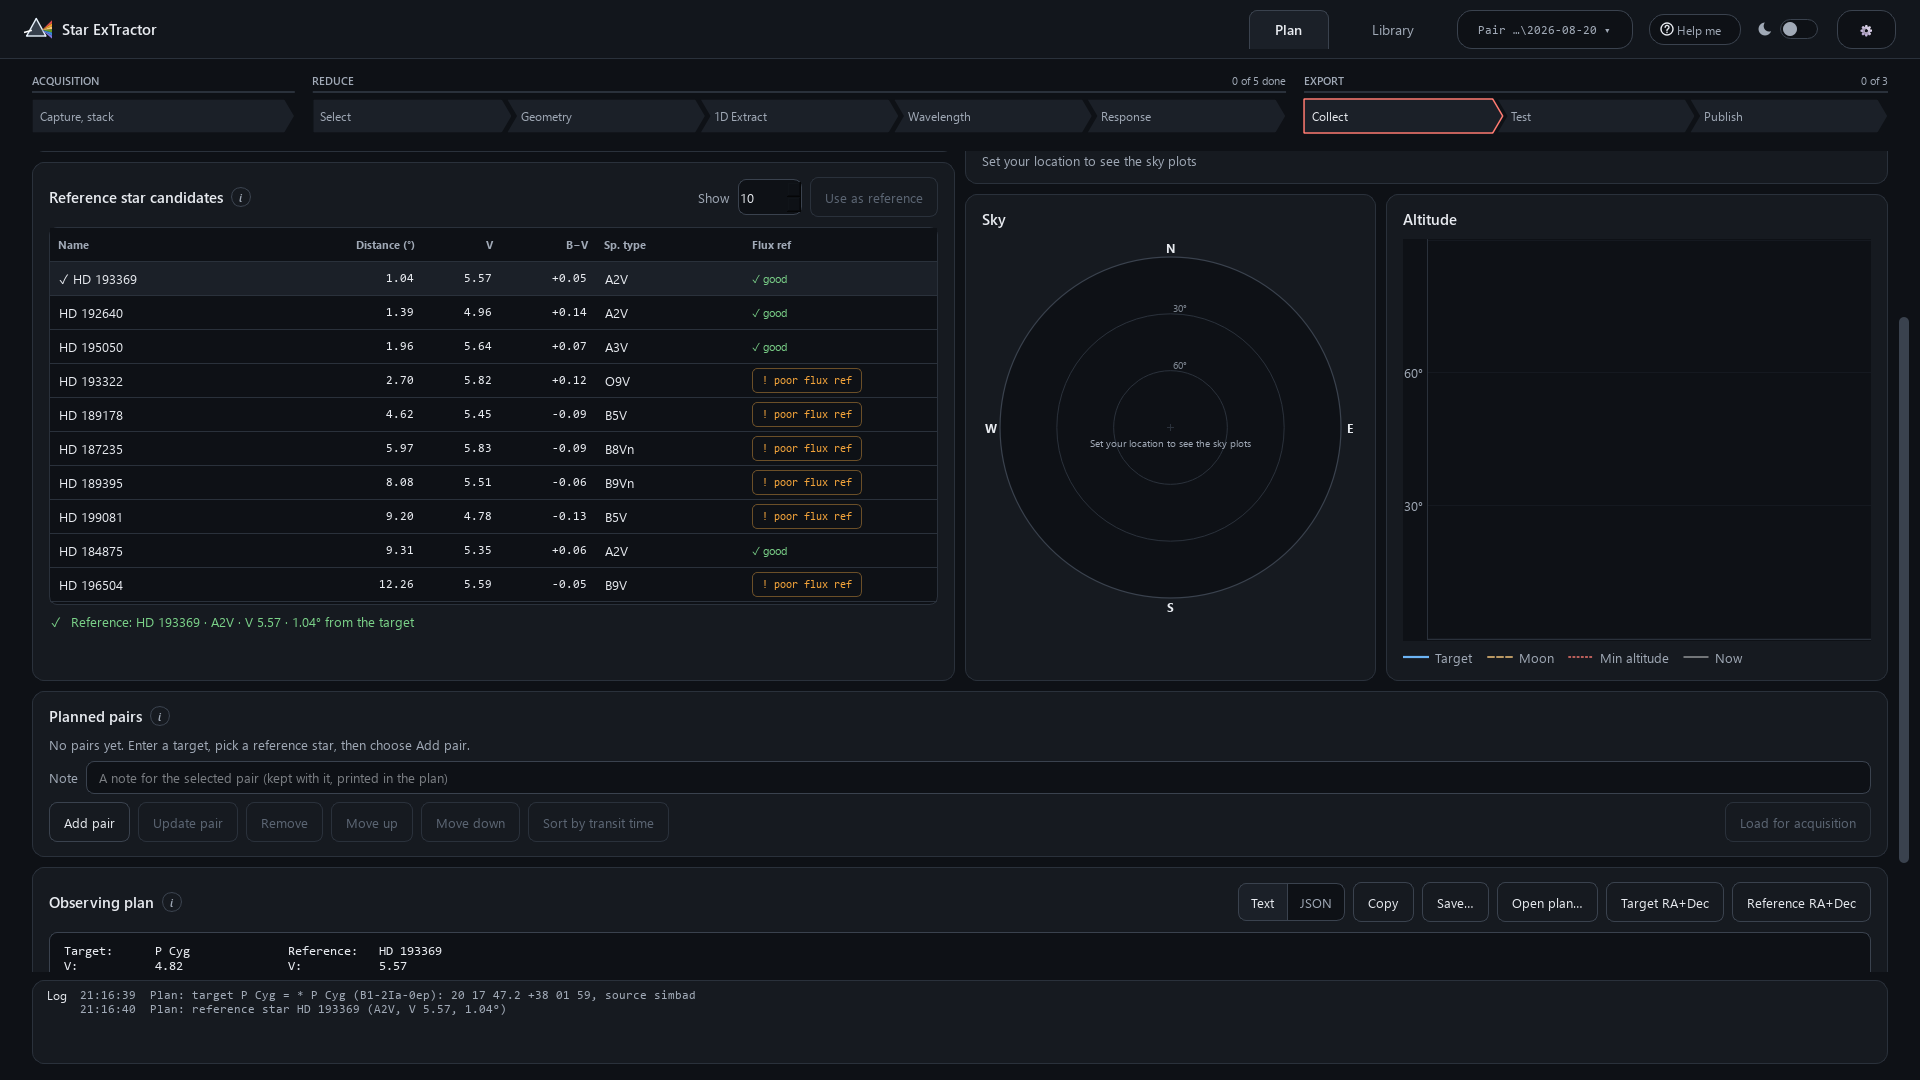 Star ExTractor
Plan
Library
Pair …\2026-08-20 ▾
Help me
ACQUISITION
REDUCE
0 of 5 done
EXPORT
0 of 3
Capture, stack
Select
Geometry
1D Extract
Wavelength
Response
Collect
Test
Publish
Reference star candidates i
Show 10
Use as reference
Name Distance (°) V B−V Sp. type Flux ref
✓ HD 193369 1.04 5.57 +0.05 A2V ✓ good
HD 192640 1.39 4.96 +0.14 A2V ✓ good
HD 195050 1.96 5.64 +0.07 A3V ✓ good
HD 193322 2.70 5.82 +0.12 O9V ! poor flux ref
HD 189178 4.62 5.45 -0.09 B5V ! poor flux ref
HD 187235 5.97 5.83 -0.09 B8Vn ! poor flux ref
HD 189395 8.08 5.51 -0.06 B9Vn ! poor flux ref
HD 199081 9.20 4.78 -0.13 B5V ! poor flux ref
HD 184875 9.31 5.35 +0.06 A2V ✓ good
HD 196504 12.26 5.59 -0.05 B9V ! poor flux ref
✓ Reference: HD 193369 · A2V · V 5.57 · 1.04° from the target
Set your location to see the sky plots
Sky
N
30°
60°
W
E
Set your location to see the sky plots
S
Altitude
60°
30°
Target Moon Min altitude Now
Planned pairs i
No pairs yet. Enter a target, pick a reference star, then choose Add pair.
Note A note for the selected pair (kept with it, printed in the plan)
Add pair Update pair Remove Move up Move down Sort by transit time Load for acquisition
Observing plan i
Text JSON Copy Save... Open plan... Target RA+Dec Reference RA+Dec
Target: P Cyg Reference: HD 193369
V: 4.82 V: 5.57
Log 21:16:39 Plan: target P Cyg = * P Cyg (B1-2Ia-0ep): 20 17 47.2 +38 01 59, source simbad
21:16:40 Plan: reference star HD 193369 (A2V, V 5.57, 1.04°)